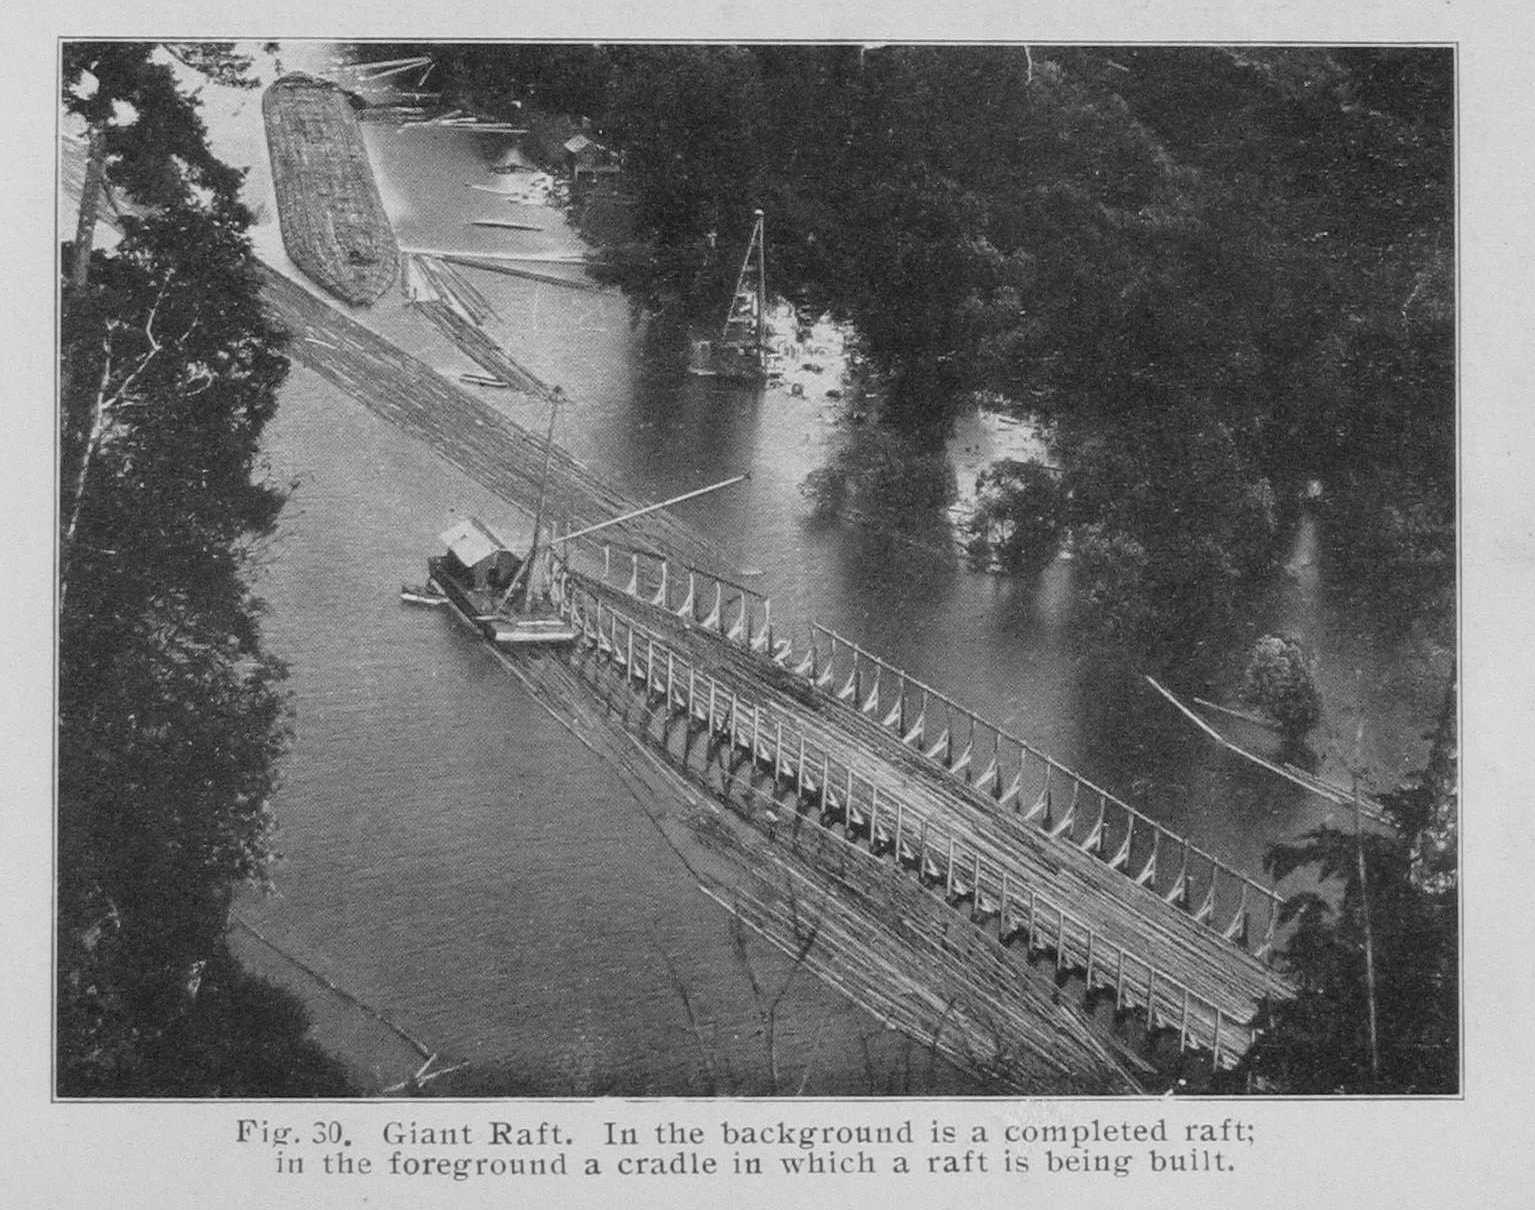 Fig. 30. Giant Raft. In the background is a completed raft;
in the foreground a cradle in which a raft is being built.